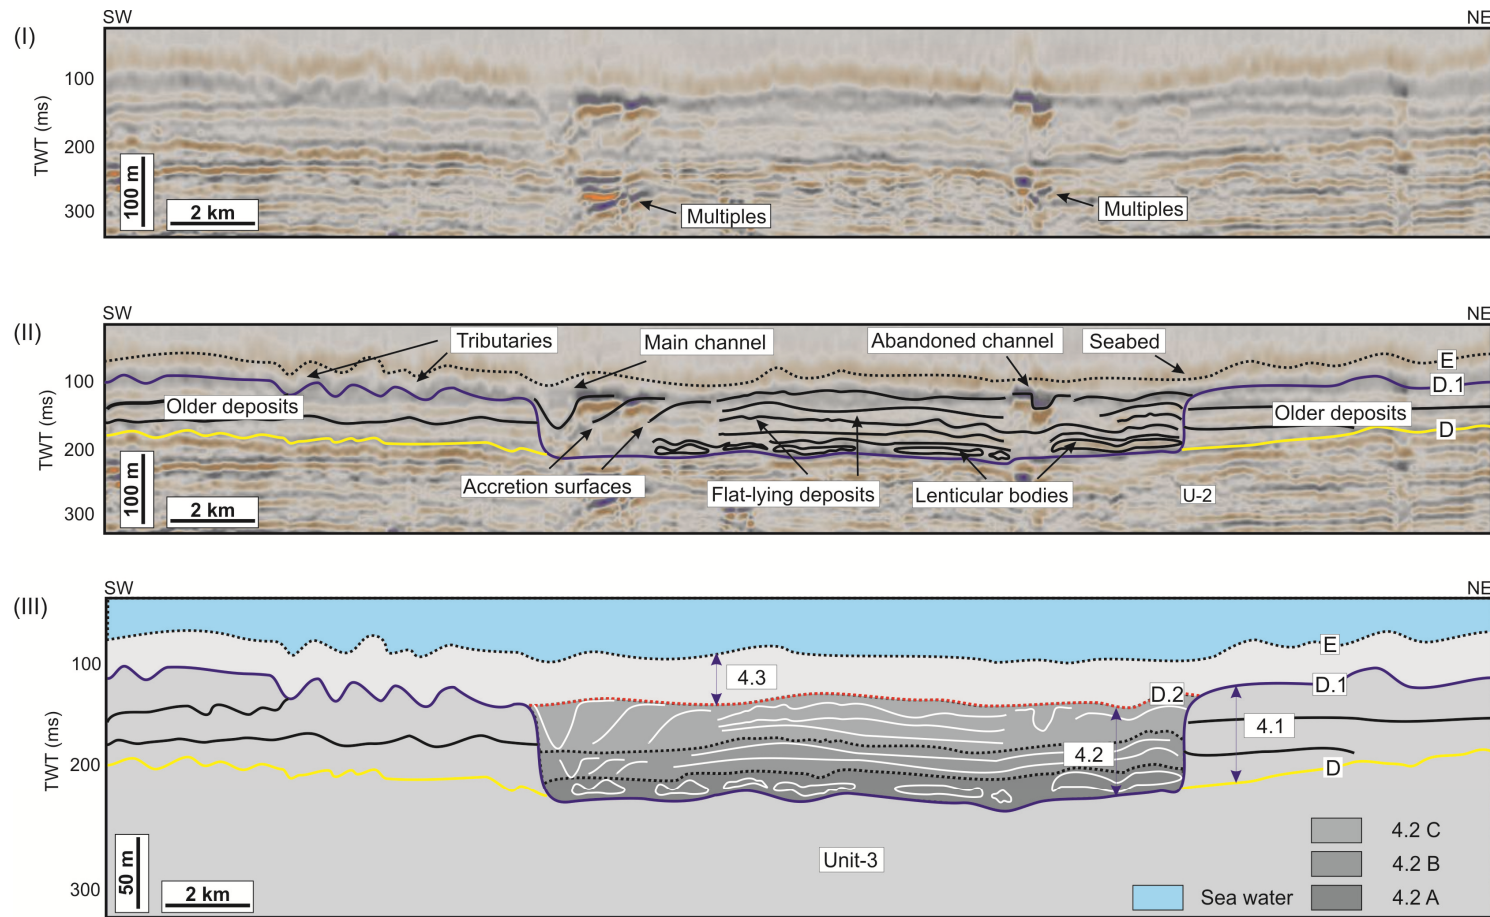 SW NE
(I)
100
200
300
TWT (ms)
100 m
2 km
Multiples
Multiples
SW NE
(II)
Tributaries
Main channel
Abandoned channel
Seabed
E
D.1
100
Older deposits
Older deposits
D
200
TWT (ms)
Accretion surfaces
Flat-lying deposits
Lenticular bodies
U-2
100 m
2 km
300
SW NE
(III)
E
100
4.3
D.1
D.2
4.1
TWT (ms)
4.2
200
D
4.2 C
Unit-3
4.2 B
50 m
2 km
300
Sea water
4.2 A